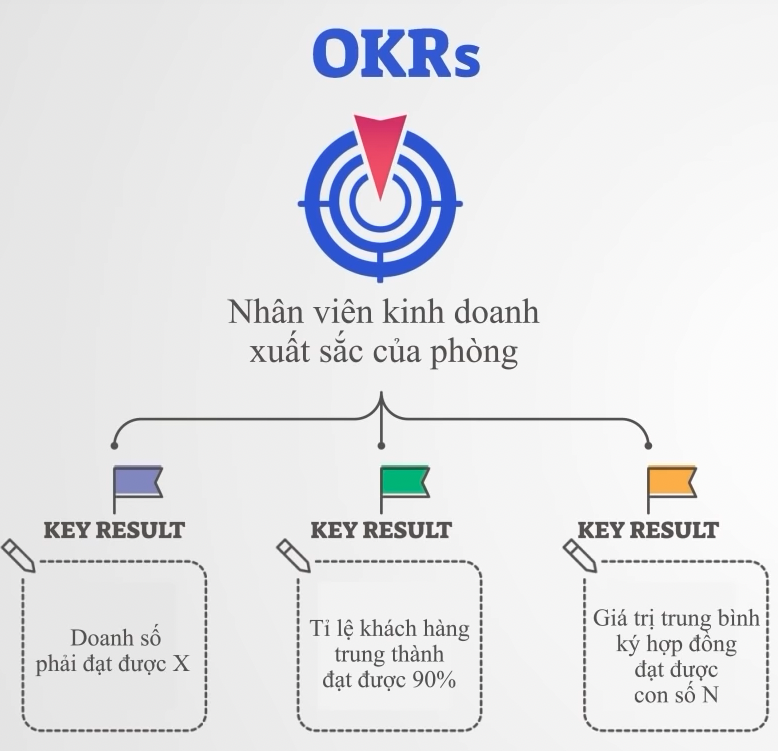 OKRs
Nhân viên kinh doanh
xuất sắc của phòng
KEY RESULT
KEY RESULT
KEY RESULT
Doanh số
phải đạt được X
Tỉ lệ khách hàng
trung thành
đạt được 90%
Giá trị trung bình
ký hợp đồng
đạt được
con số N